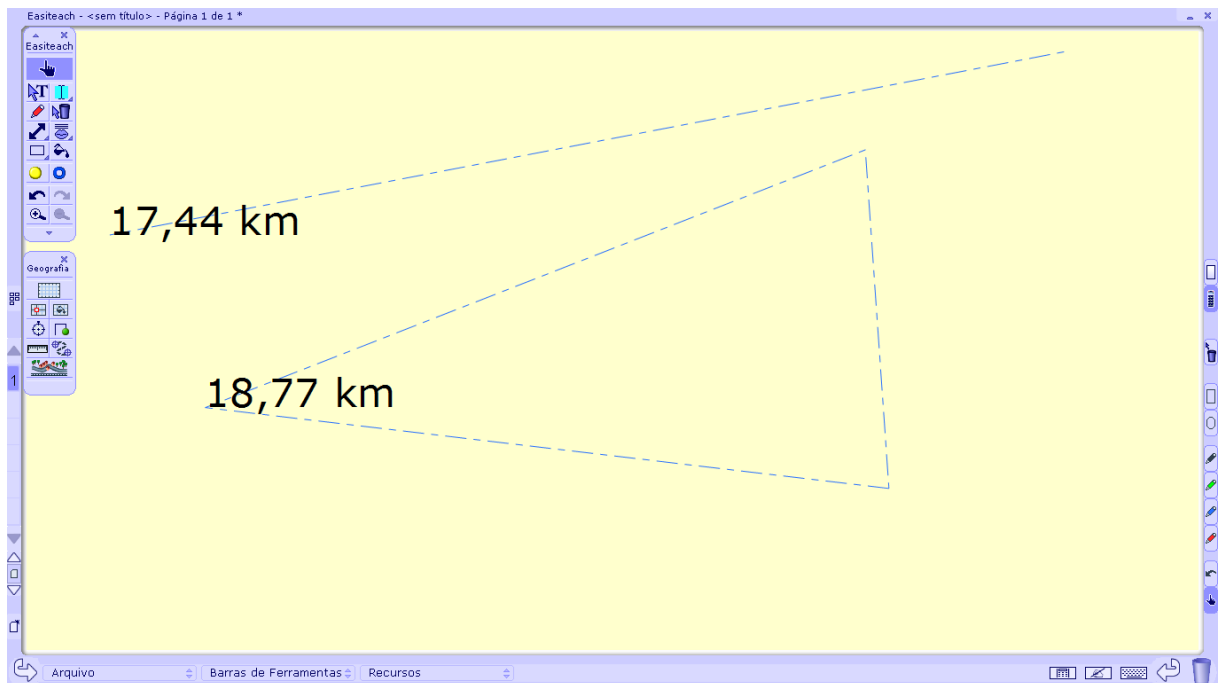 Easiteach - <sem título> - Página 1 de 1 *
Easiteach
T
17,44 km
Geografia
1
18,77 km
Arquivo
Barras de Ferramentas
Recursos